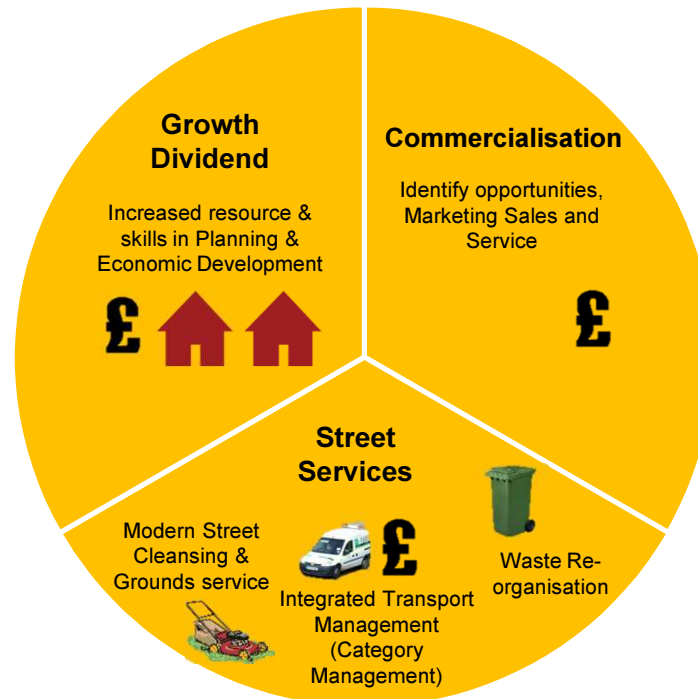 Growth
Dividend
Increased resource &
skills in Planning &
Economic Development
£
Commercialisation
Identify opportunities,
Marketing Sales and
Service
£
Street
Services
Modern Street
Cleansing &
Grounds service
£
Integrated Transport
Management
(Category
Management)
Waste Re-
organisation